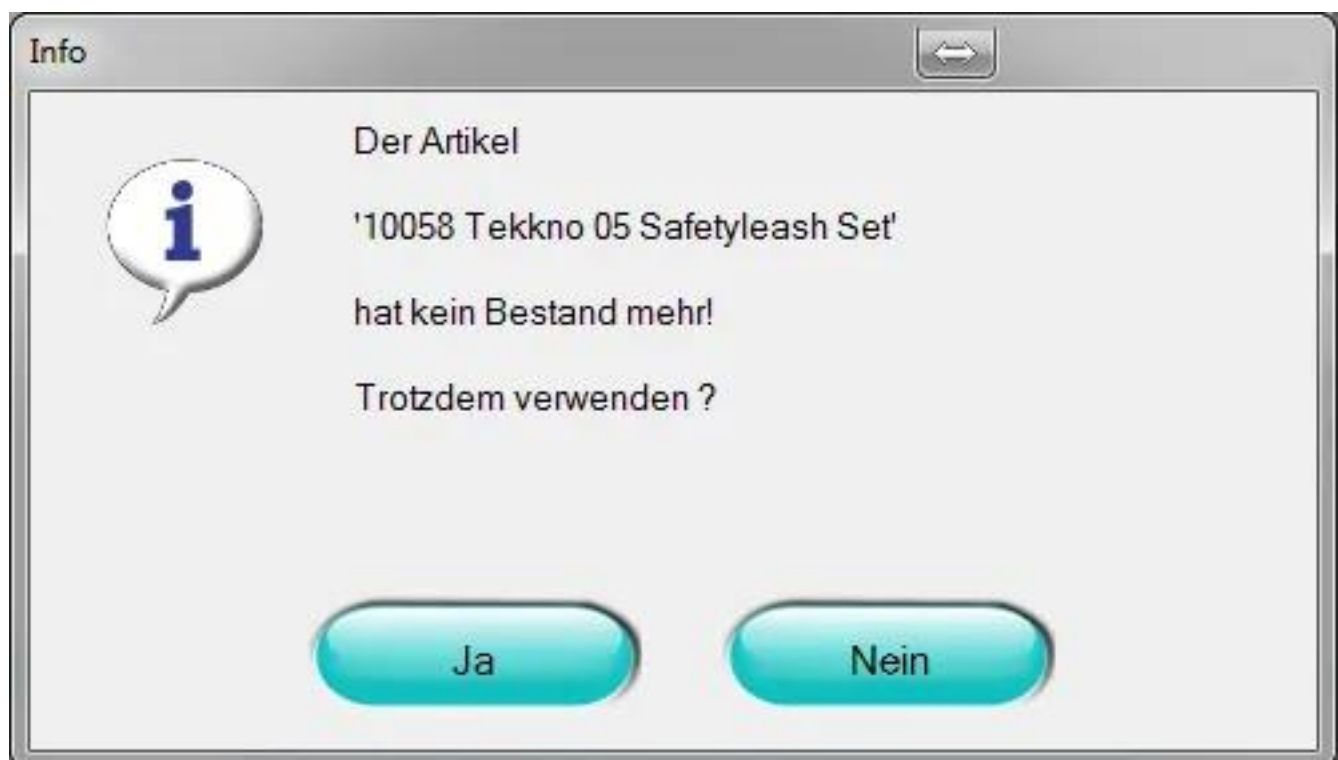 Info
Der Artikel
'10058 Tekkno 05 Safetyleash Set'
hat kein Bestand mehr!
Trotzdem verwenden ?
Ja Nein